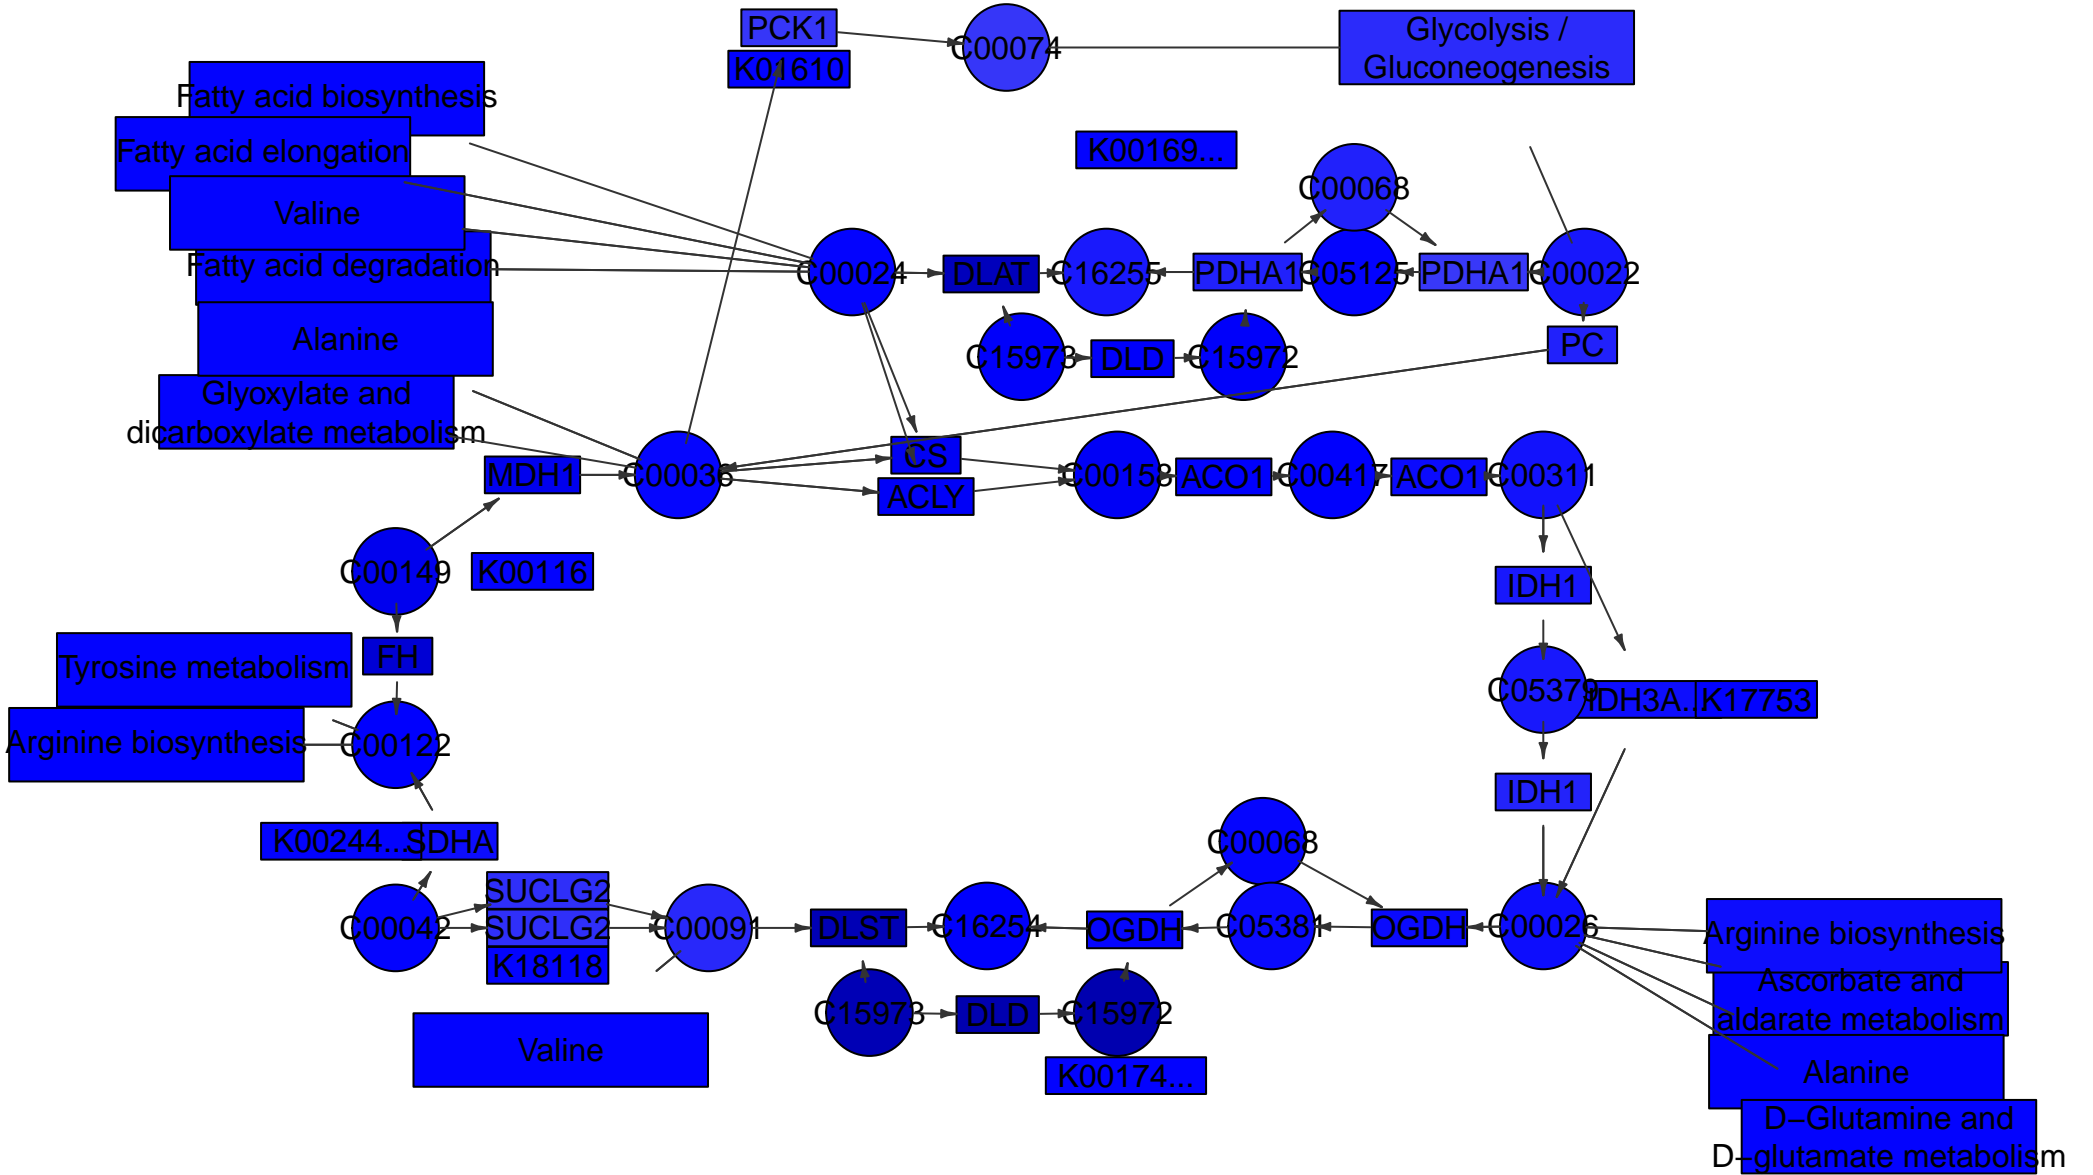 PCK1
C00074
Glycolysis /
Gluconeogenesis
K01610
Fatty acid biosynthesis
Fatty acid elongation
K00169...
C00068
Valine
Fatty acid degradation
C00024
DLAT
C16255
PDHA1
C05125
PDHA1
C00022
Alanine
C15973
DLD
C15972
PC
Glyoxylate and
dicarboxylate metabolism
MDH1
C00036
CS
ACLY
C00158
ACO1
C00417
ACO1
C00311
C00149
K00116
IDH1
FH
Tyrosine metabolism
C05379
IDH3A...
K17753
Arginine biosynthesis
C00122
IDH1
K00244...
SDHA
C00068
SUCLG2
C00042
SUCLG2
C00091
DLST
C16254
OGDH
C05381
OGDH
C00026
Arginine biosynthesis
K18118
Ascorbate and
aldarate metabolism
C15973
DLD
C15972
Valine
K00174...
Alanine
D−Glutamine and
D−glutamate metabolism